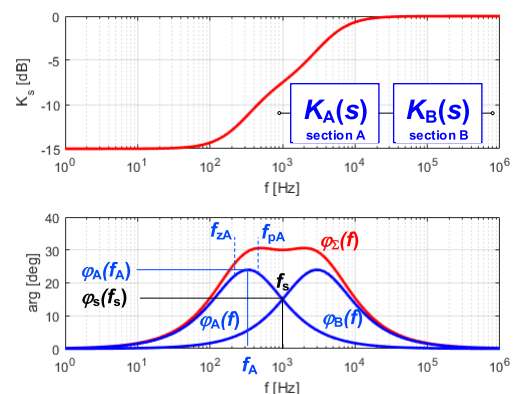 0
-5
-10
-15
K_s [dB]
K_A(s)
section A
K_B(s)
section B
10^0 10^1 10^2 10^3 10^4 10^5 10^6
f [Hz]
40
30
20
10
0
arg [deg]
f_zA f_pA φ_Σ(f)
φ_A(f_A)
f_s
φ_s(f_s)
φ_A(f) φ_B(f)
10^0 10^1 10^2 10^3 10^4 10^5 10^6
f_A
f [Hz]